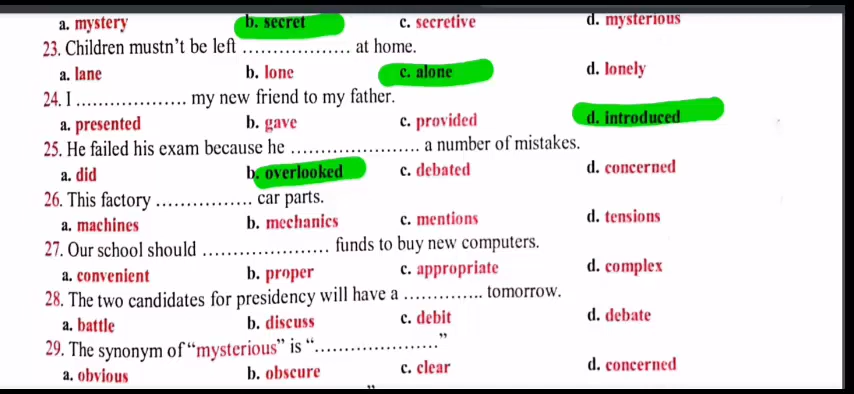 a. mystery b. secret c. secretive d. mysterious
23. Children mustn't be left .................. at home.
a. lane b. lone c. alone d. lonely
24. I ................... my new friend to my father.
a. presented b. gave c. provided d. introduced
25. He failed his exam because he ...................... a number of mistakes.
a. did b. overlooked c. debated d. concerned
26. This factory ................ car parts.
a. machines b. mechanics c. mentions d. tensions
27. Our school should ...................... funds to buy new computers.
a. convenient b. proper c. appropriate d. complex
28. The two candidates for presidency will have a .............. tomorrow.
a. battle b. discuss c. debit d. debate
29. The synonym of "mysterious" is "....................."
a. obvious b. obscure c. clear d. concerned